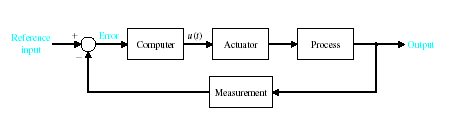 Reference
input
+
−
Error
Computer
u(t)
Actuator
Process
Output
Measurement